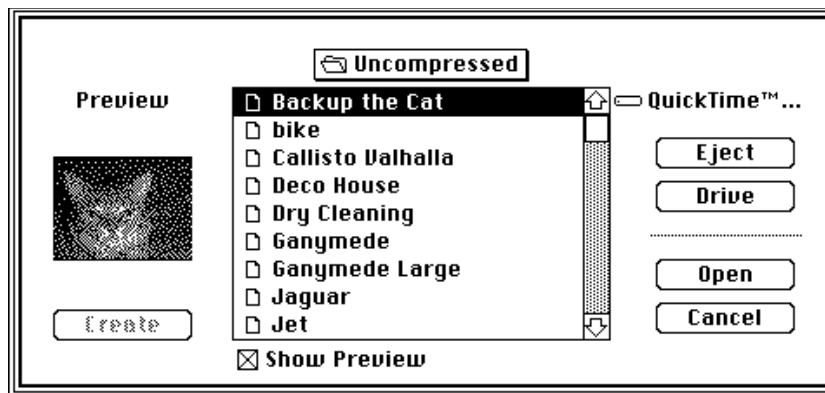 Uncompressed
Preview
QuickTime™...
Backup the Cat
bike
Callisto Valhalla
Deco House
Dry Cleaning
Ganymede
Ganymede Large
Jaguar
Jet
Create
Show Preview
Eject
Drive
Open
Cancel